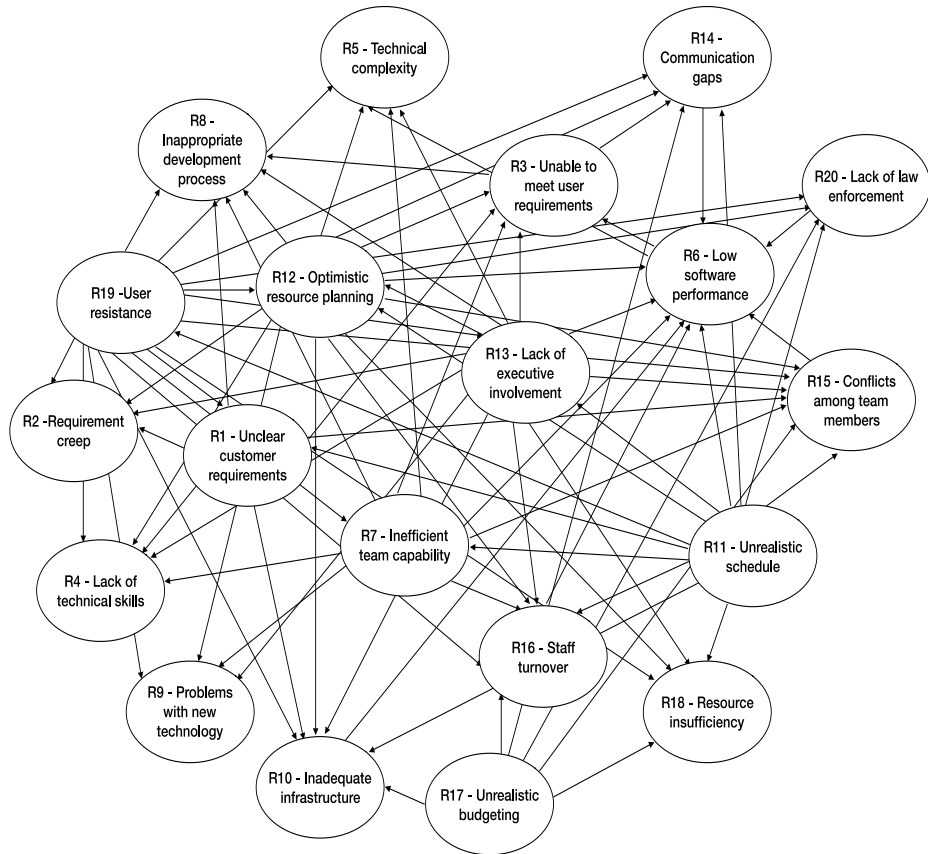 R5 - Technical
complexity
R14 -
Communication
gaps
R8 -
Inappropriate
development
process
R3 - Unable to
meet user
requirements
R20 - Lack of law
enforcement
R6 - Low
software
performance
R12 - Optimistic
resource planning
R19 -User
resistance
R13 - Lack of
executive
involvement
R15 - Conflicts
among team
members
R2 -Requirement
creep
R1 - Unclear
customer
requirements
R7 - Inefficient
team capability
R11 - Unrealistic
schedule
R4 - Lack of
technical skills
R16 - Staff
turnover
R9 - Problems
with new
technology
R18 - Resource
insufficiency
R10 - Inadequate
infrastructure
R17 - Unrealistic
budgeting